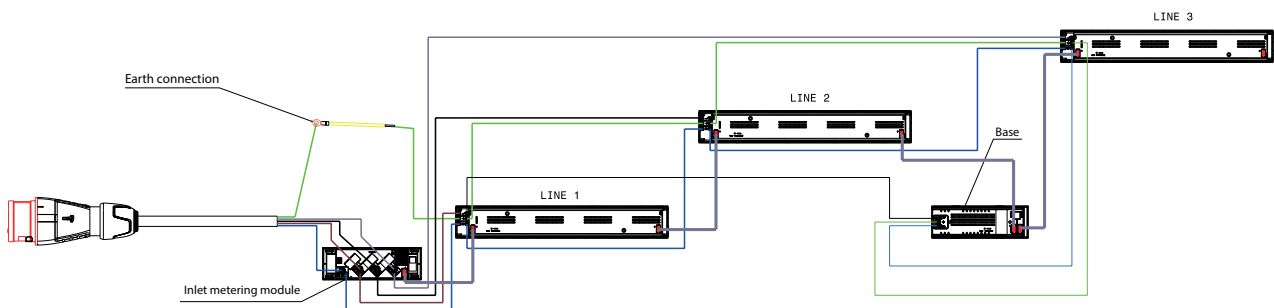 LINE 3
Earth connection
LINE 2
Base
LINE 1
Inlet metering module